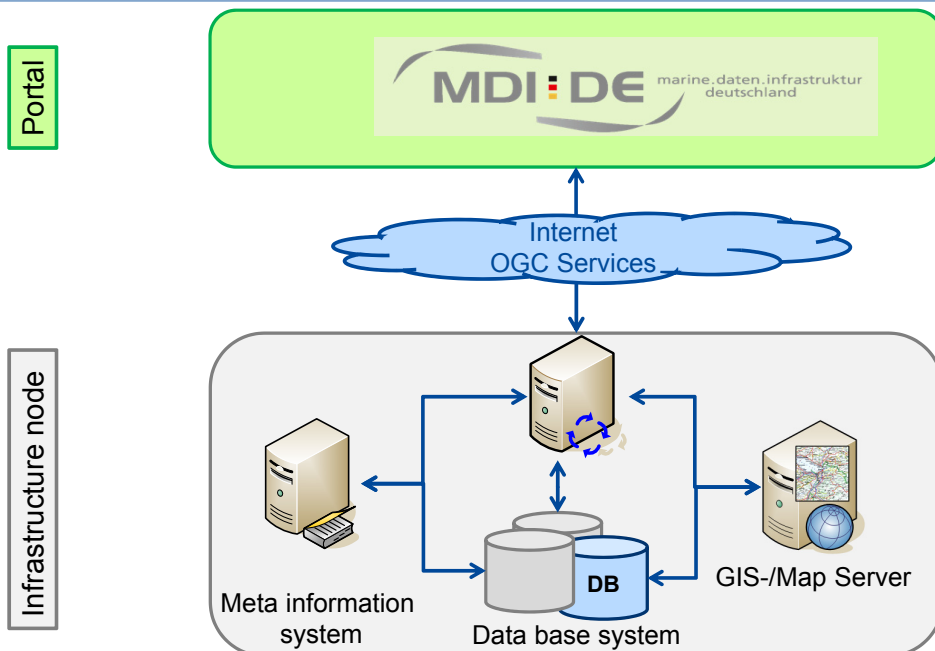 Portal
MDI:DE
marine.daten.infrastruktur
deutschland
Internet
OGC Services
Infrastructure node
Meta information
system
DB
Data base system
GIS-/Map Server